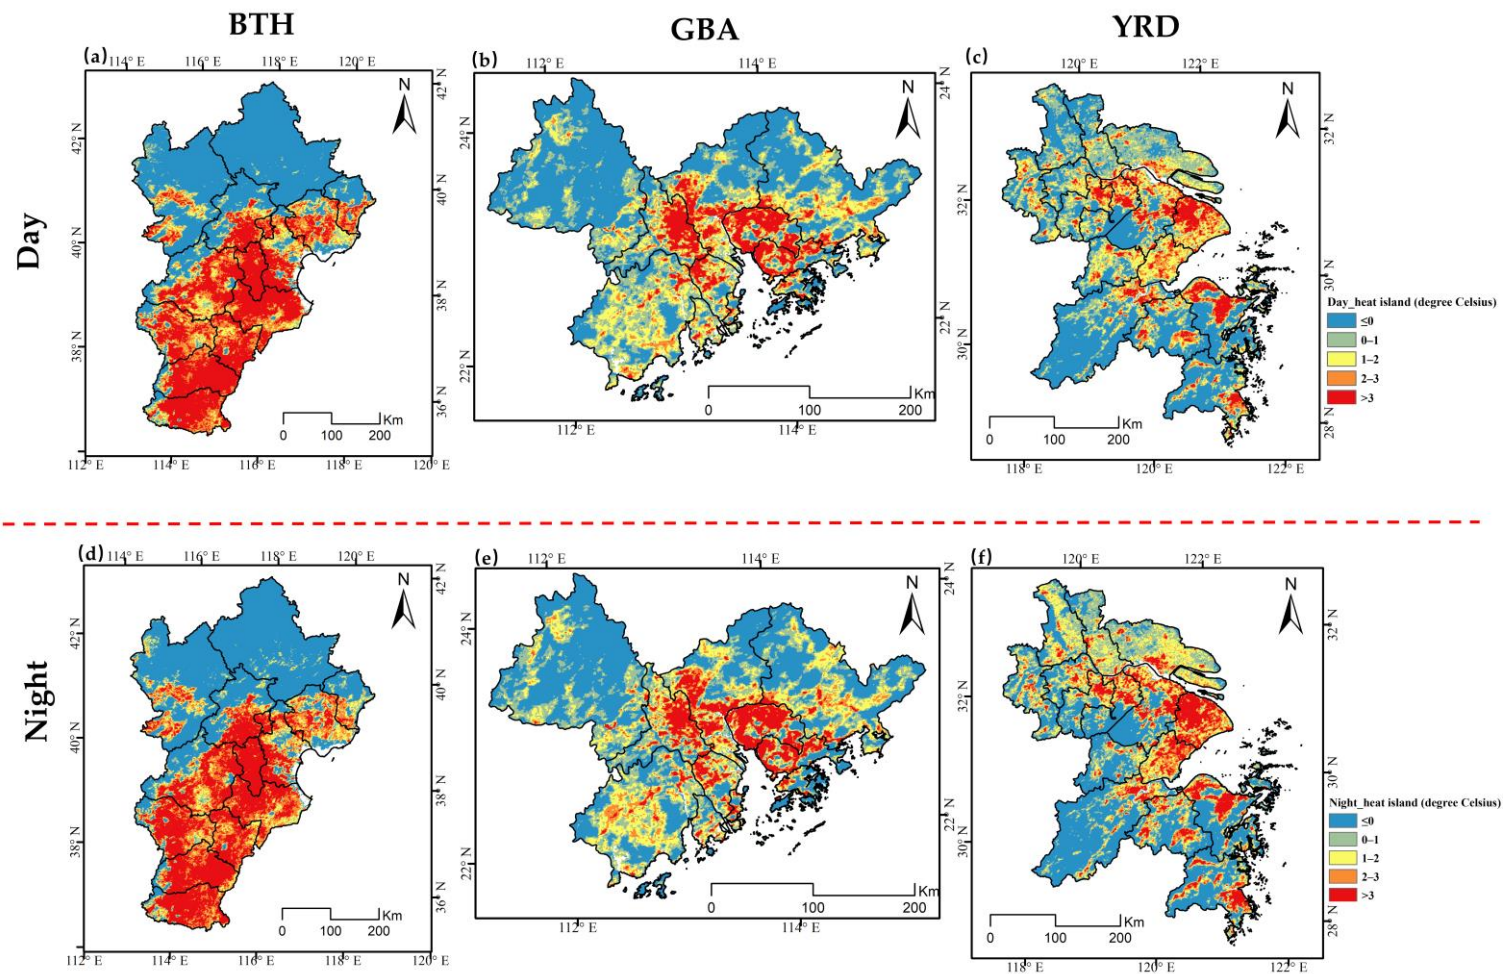 BTH
GBA
YRD
Day
(a)
114° E
116° E
118° E
120° E
42° N
40° N
38° N
36° N
42° N
40° N
38° N
N
Km
0
100
200
112° E
114° E
116° E
118° E
120° E
(b)
112° E
114° E
24° N
22° N
24° N
22° N
N
Km
0
100
200
112° E
114° E
(c)
120° E
122° E
32° N
30° N
28° N
32° N
30° N
N
Km
0
100
200
118° E
120° E
122° E
Day_heat island (degree Celsius)
≤0
0–1
1–2
2–3
>3
Night
(d)
114° E
116° E
118° E
120° E
42° N
40° N
38° N
36° N
42° N
40° N
38° N
N
Km
0
100
200
112° E
114° E
116° E
118° E
120° E
(e)
112° E
114° E
24° N
22° N
24° N
22° N
N
Km
0
100
200
112° E
114° E
(f)
120° E
122° E
32° N
30° N
28° N
32° N
30° N
N
Km
0
100
200
118° E
120° E
122° E
Night_heat island (degree Celsius)
≤0
0–1
1–2
2–3
>3